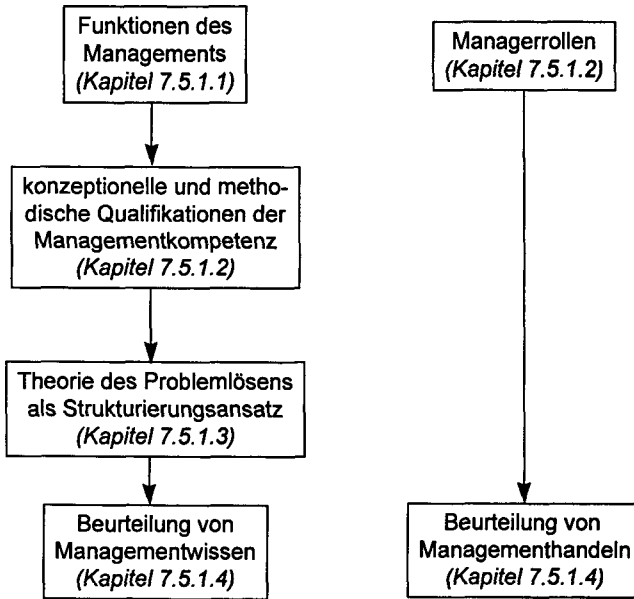 Funktionen des
Managements
(Kapitel 7.5.1.1)
konzeptionelle und metho-
dische Qualifikationen der
Managementkompetenz
(Kapitel 7.5.1.2)
Theorie des Problemlösens
als Strukturierungsansatz
(Kapitel 7.5.1.3)
Beurteilung von
Managementwissen
(Kapitel 7.5.1.4)
Managerrollen
(Kapitel 7.5.1.2)
Beurteilung von
Managementhandeln
(Kapitel 7.5.1.4)